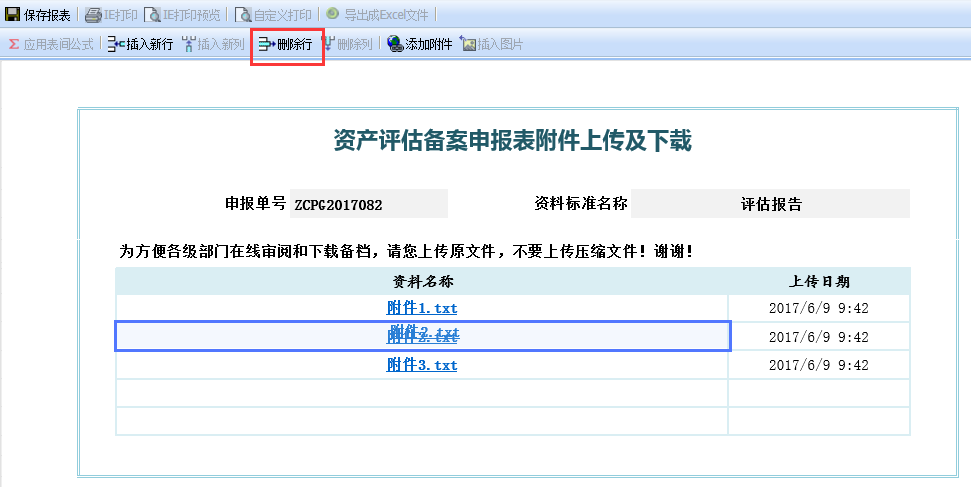 保存报表 IE打印 IE打印预览 自定义打印 导出成Excel文件
Σ 应用表间公式 插入新行 插入新列 删除行 删除列 添加附件 插入图片
资产评估备案申报表附件上传及下载
申报单号 ZCPG2017082 资料标准名称 评估报告
为方便各级部门在线审阅和下载备档，请您上传原文件，不要上传压缩文件！谢谢！
资料名称 上传日期
附件1.txt 2017/6/9 9:42
附件2.txt 2017/6/9 9:42
附件3.txt 2017/6/9 9:42